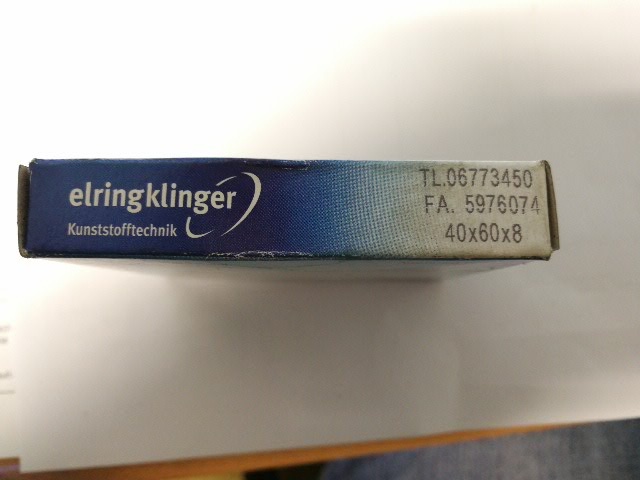 elringklinger
Kunststofftechnik
TL.06773450
FA. 5976074
40x60x8